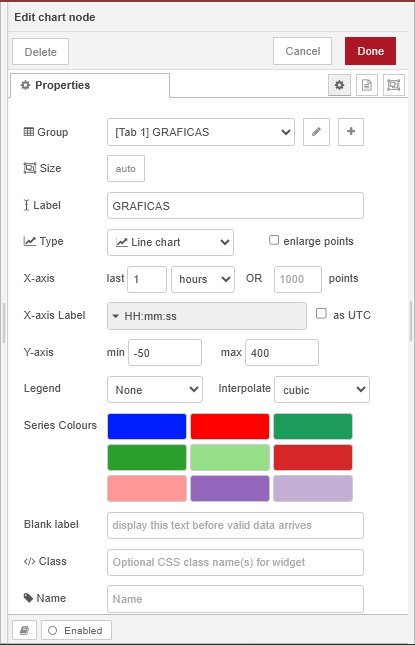 Edit chart node
Delete Cancel Done
Properties
Group [Tab 1] GRAFICAS
Size auto
Label GRAFICAS
Type Line chart enlarge points
X-axis last 1 hours OR 1000 points
X-axis Label HH:mm:ss as UTC
Y-axis min -50 max 400
Legend None Interpolate cubic
Series Colours
Blank label display this text before valid data arrives
Class Optional CSS class name(s) for widget
Name Name
Enabled